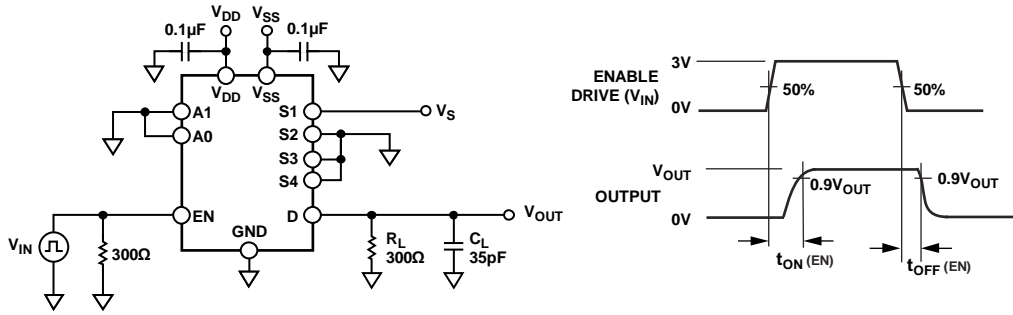 VDD
VSS
0.1µF
0.1µF
VDD
VSS
A1
A0
S1
VS
S2
S3
S4
EN
D
VOUT
GND
VIN
300Ω
RL
300Ω
CL
35pF
3V
ENABLE
DRIVE (VIN)
50%
50%
0V
VOUT
0.9VOUT
0.9VOUT
OUTPUT
0V
tON (EN)
tOFF (EN)